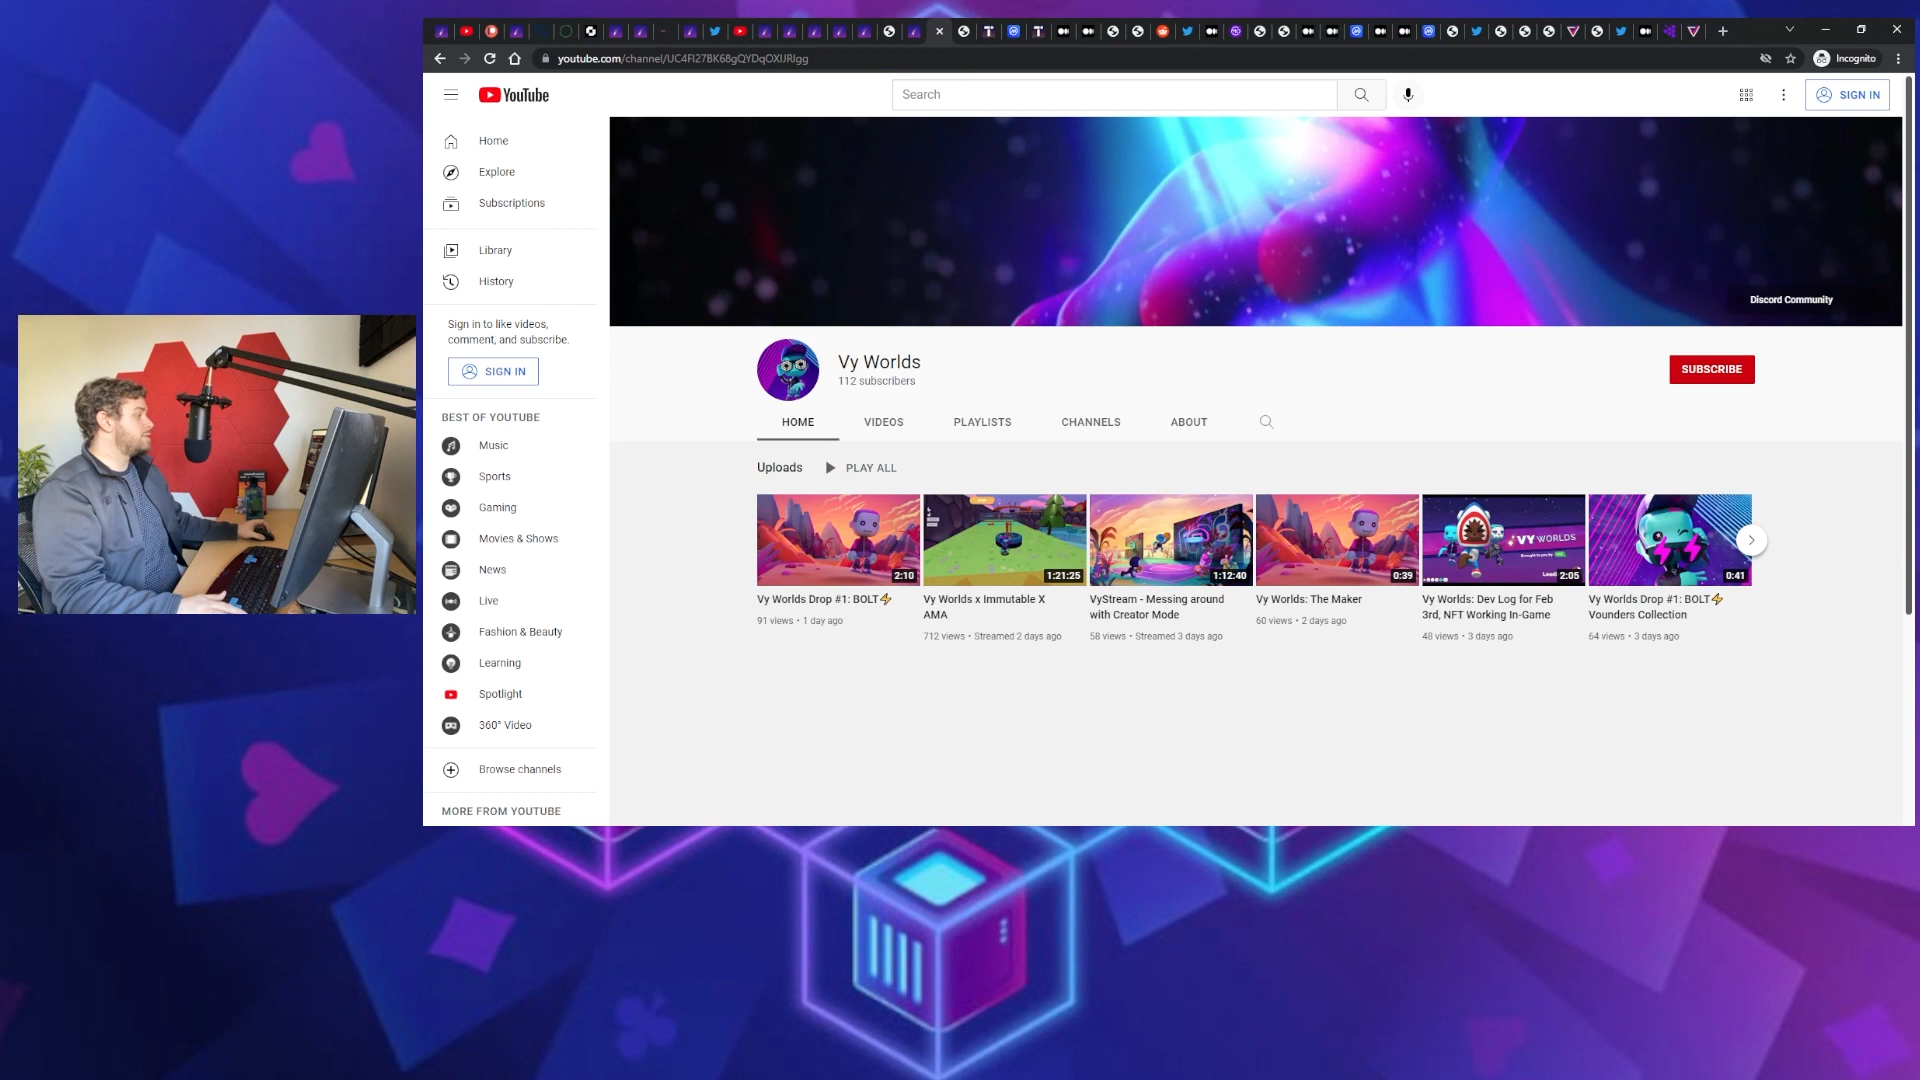 youtube.com/channel/UC4FI27BK68gQYDqOXIJRIgg
Incognito
YouTube
Search
SIGN IN
Home
Explore
Subscriptions
Library
History
Sign in to like videos,
comment, and subscribe.
SIGN IN
BEST OF YOUTUBE
Music
Sports
Gaming
Movies & Shows
News
Live
Fashion & Beauty
Learning
Spotlight
360° Video
Browse channels
MORE FROM YOUTUBE
Discord Community
Vy Worlds
112 subscribers
SUBSCRIBE
HOME VIDEOS PLAYLISTS CHANNELS ABOUT
Uploads PLAY ALL
2:10
Vy Worlds Drop #1: BOLT⚡
91 views • 1 day ago
1:21:25
Vy Worlds x Immutable X
AMA
712 views • Streamed 2 days ago
1:12:40
VyStream - Messing around
with Creator Mode
58 views • Streamed 3 days ago
0:39
Vy Worlds: The Maker
60 views • 2 days ago
VY WORLDS
2:05
Vy Worlds: Dev Log for Feb
3rd, NFT Working In-Game
48 views • 3 days ago
0:41
Vy Worlds Drop #1: BOLT⚡
Vounders Collection
64 views • 3 days ago